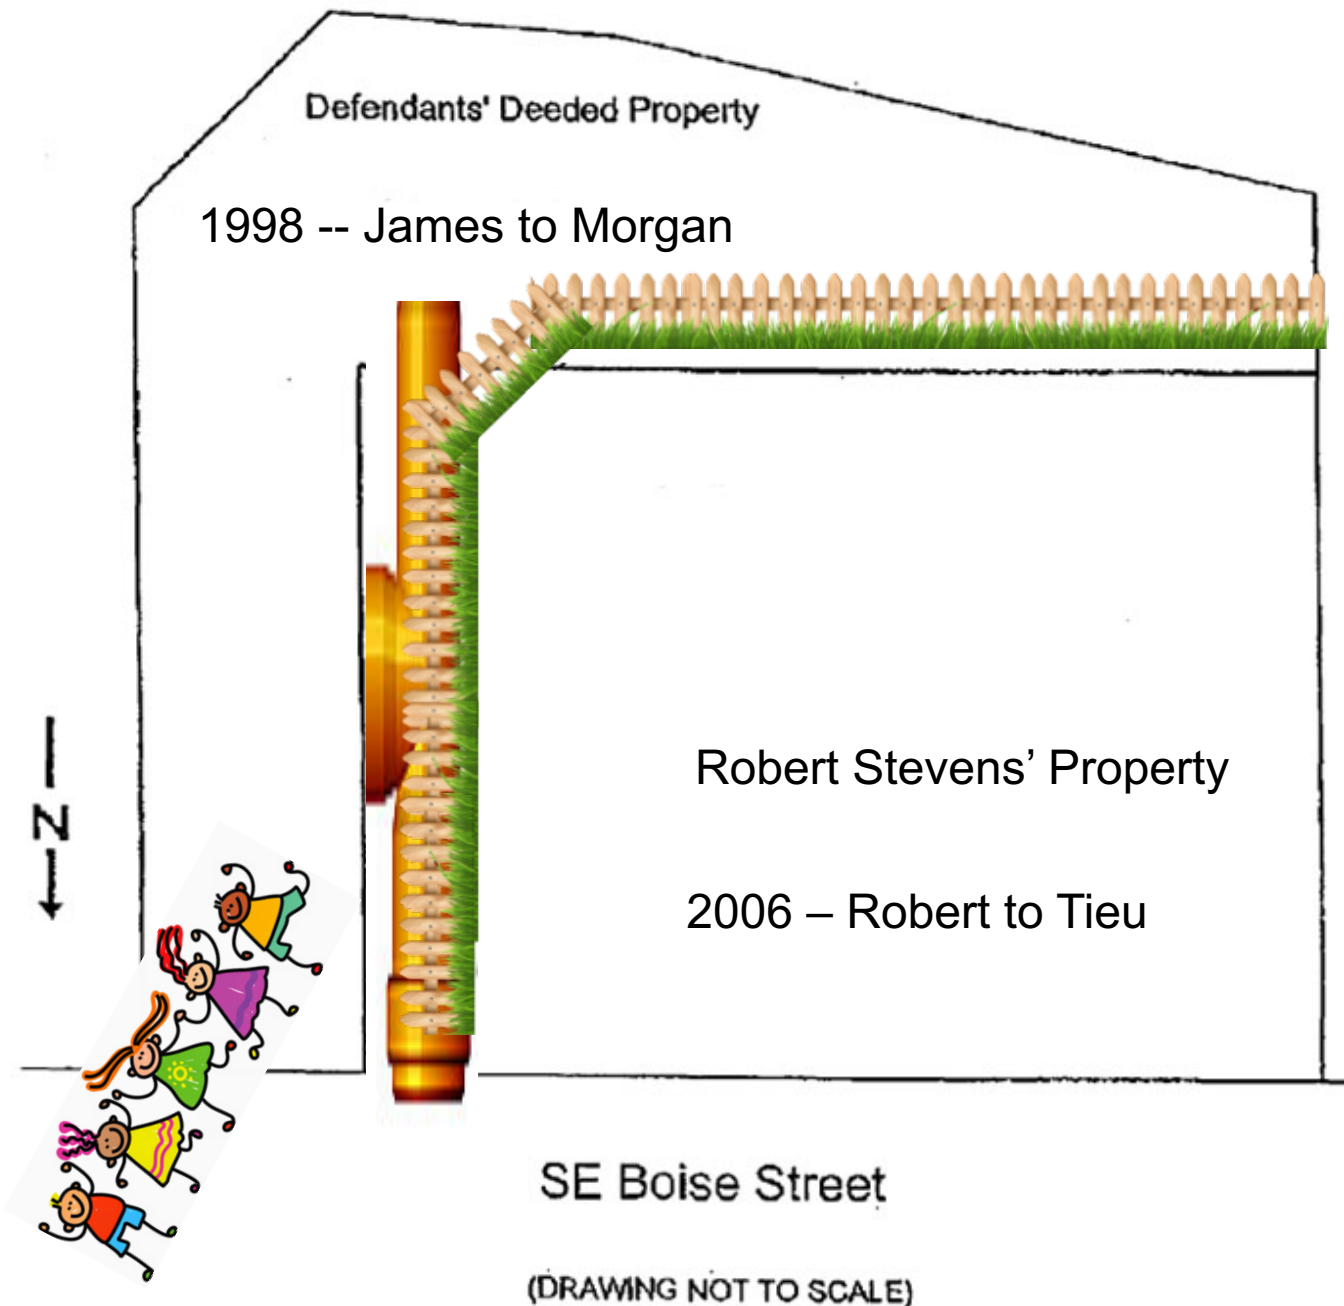 Defendants' Deeded Property
1998 -- James to Morgan
Robert Stevens’ Property
N
2006 – Robert to Tieu
SE Boise Street
(DRAWING NOT TO SCALE)